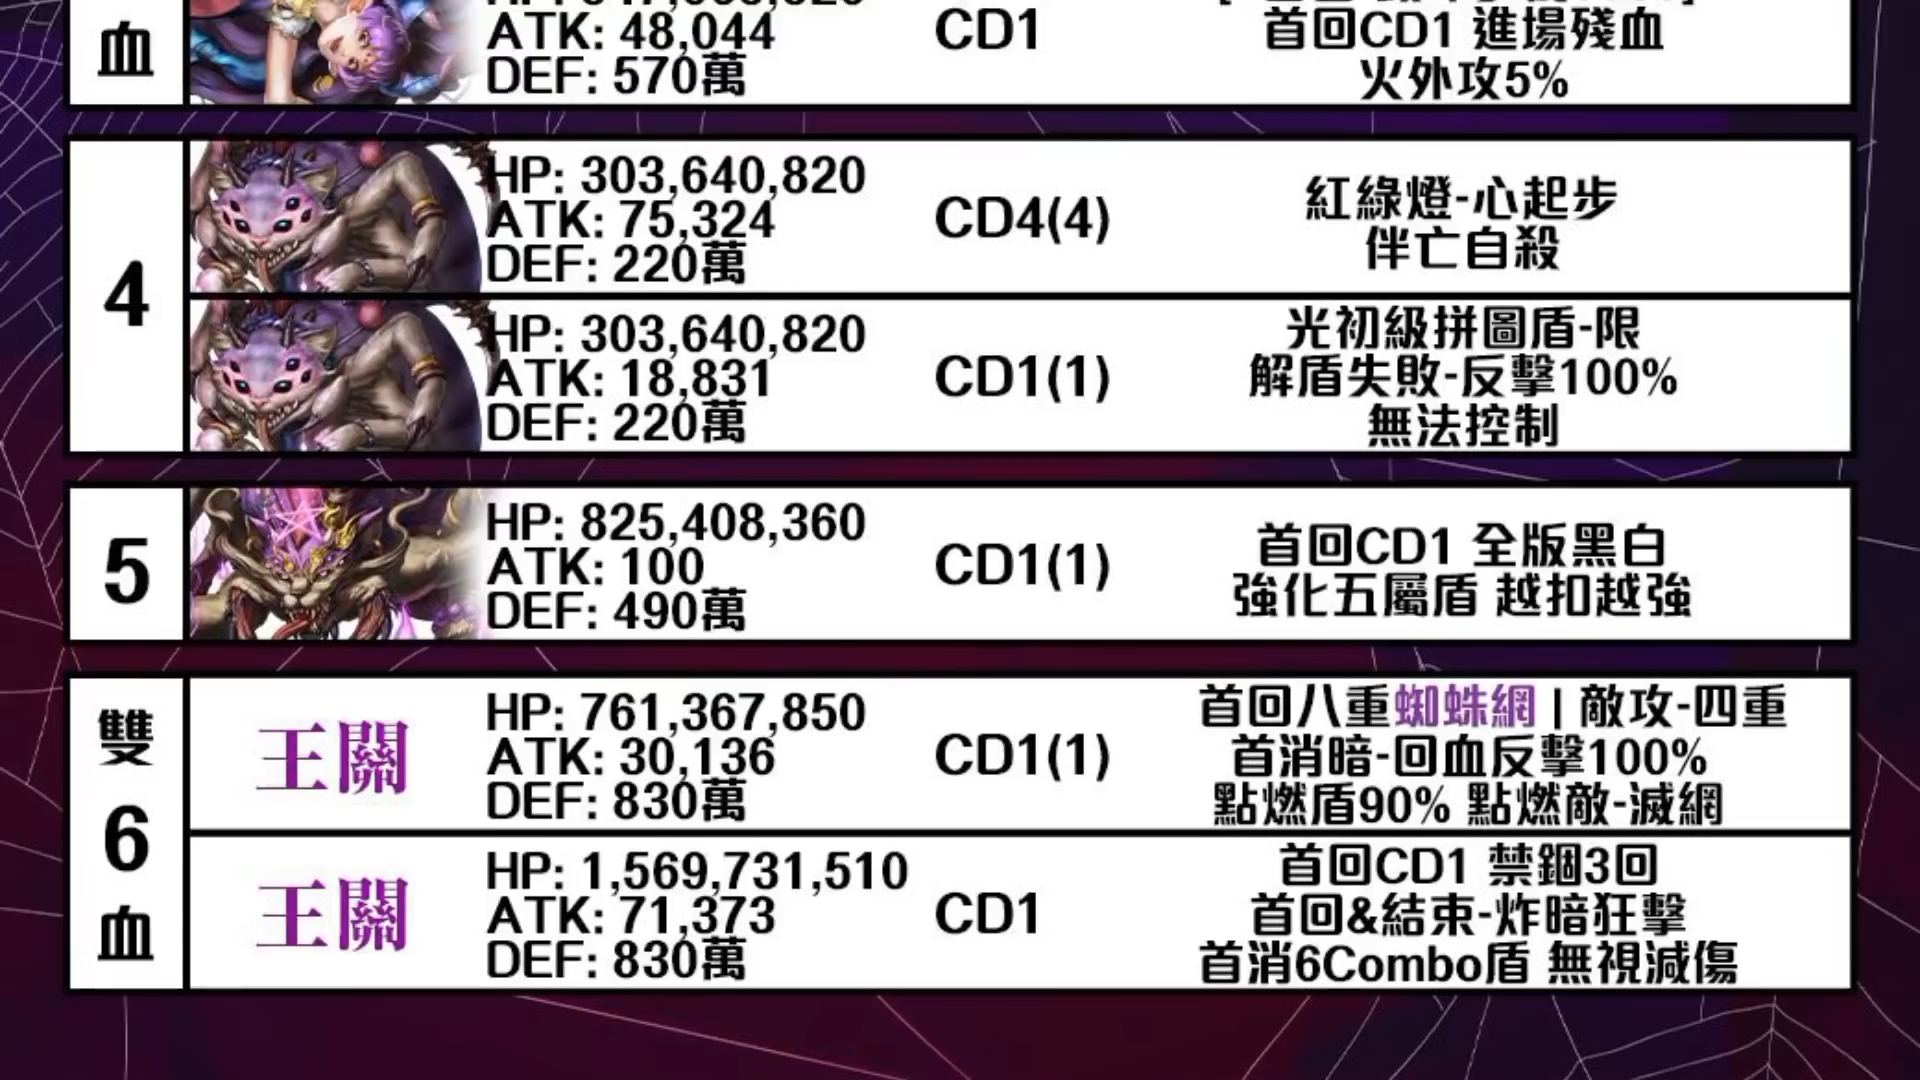 血
ATK: 48,044
DEF: 570萬
CD1
首回CD1 進場殘血
火外攻5%
4
HP: 303,640,820
ATK: 75,324
DEF: 220萬
CD4(4)
紅綠燈-心起步
伴亡自殺
HP: 303,640,820
ATK: 18,831
DEF: 220萬
CD1(1)
光初級拼圖盾-限
解盾失敗-反擊100%
無法控制
5
HP: 825,408,360
ATK: 100
DEF: 490萬
CD1(1)
首回CD1 全版黑白
強化五屬盾 越扣越強
雙
6
血
王關
HP: 761,367,850
ATK: 30,136
DEF: 830萬
CD1(1)
首回八重蜘蛛網 | 敵攻-四重
首消暗-回血反擊100%
點燃盾90% 點燃敵-滅網
王關
HP: 1,569,731,510
ATK: 71,373
DEF: 830萬
CD1
首回CD1 禁錮3回
首回&結束-炸暗狂擊
首消6Combo盾 無視減傷